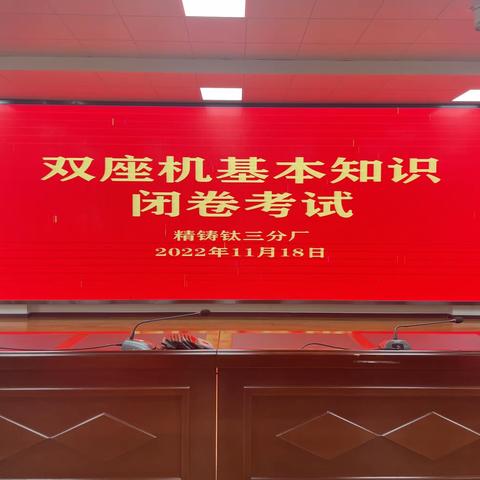 双座机基本知识
闭卷考试
精铸钛三分厂
2022年11月18日